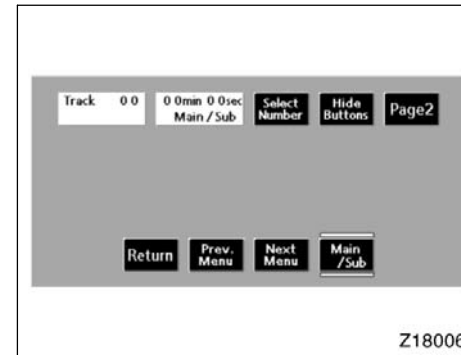 Track 0 0
0 0min 0 0sec
Main / Sub
Select
Number
Hide
Buttons
Page2
Return
Prev.
Menu
Next
Menu
Main
/Sub
Z18006